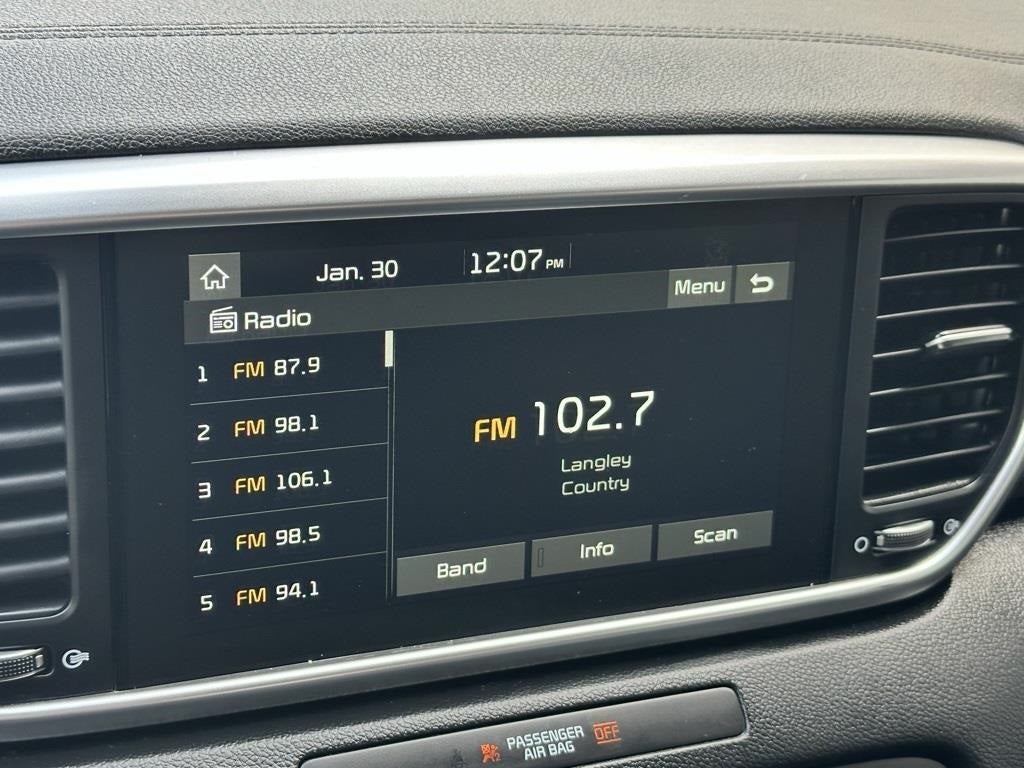 Jan. 30
12:07 PM
Radio
Menu
1 FM 87.9
2 FM 98.1
3 FM 106.1
4 FM 98.5
5 FM 94.1
FM 102.7
Langley
Country
Band
Info
Scan
PASSENGER
AIR BAG
OFF